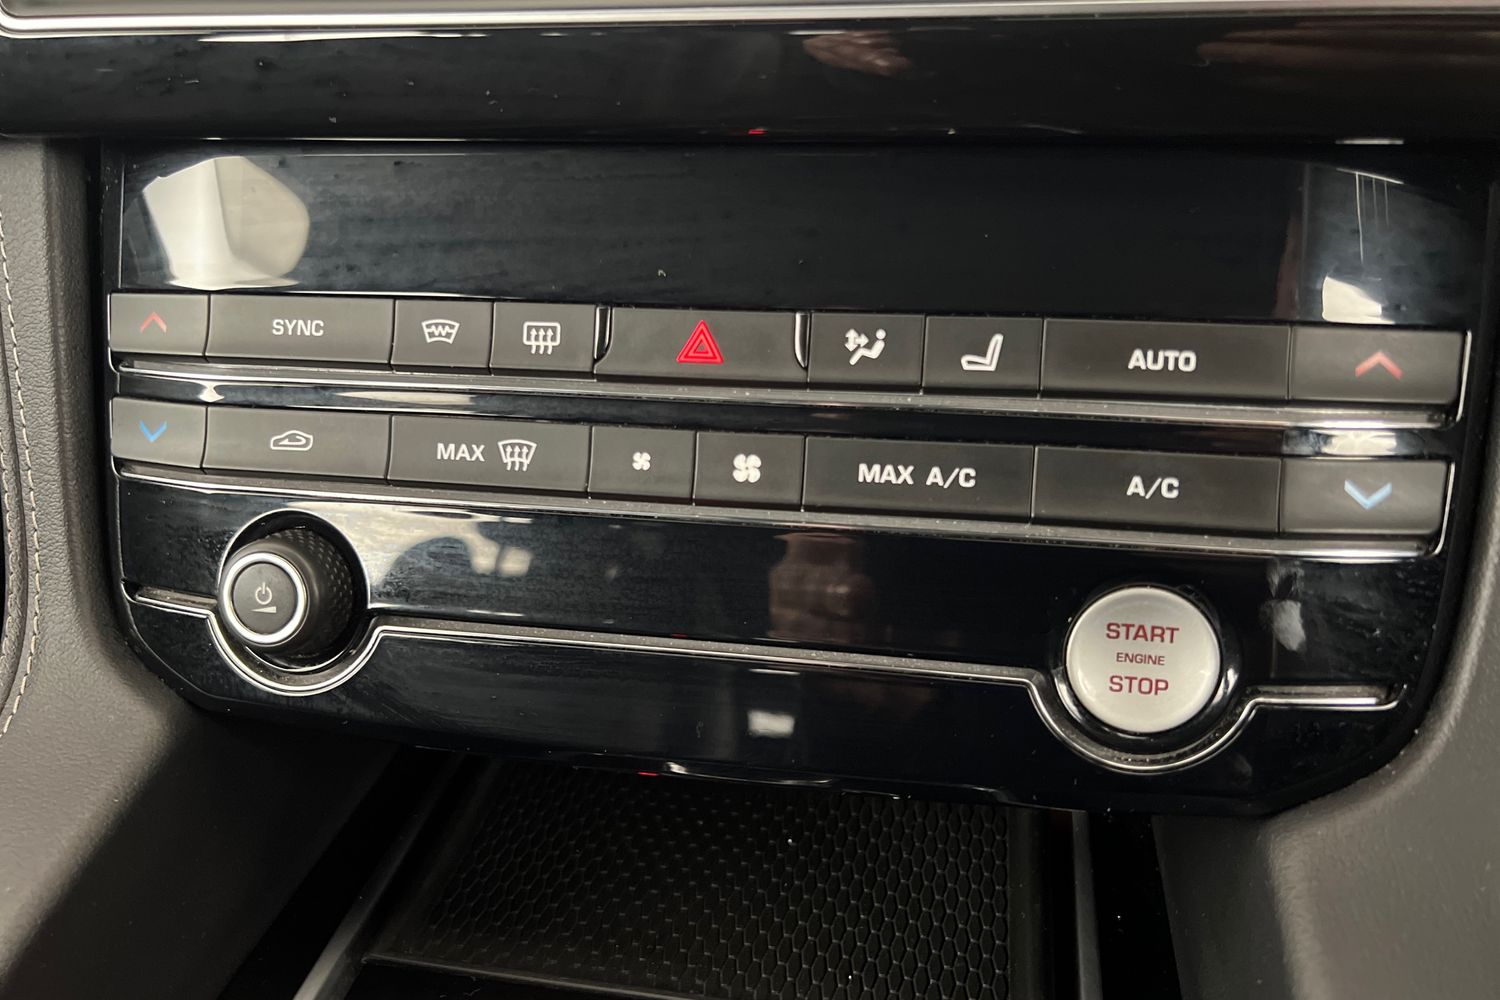 SYNC
AUTO
MAX
MAX A/C
A/C
START
ENGINE
STOP